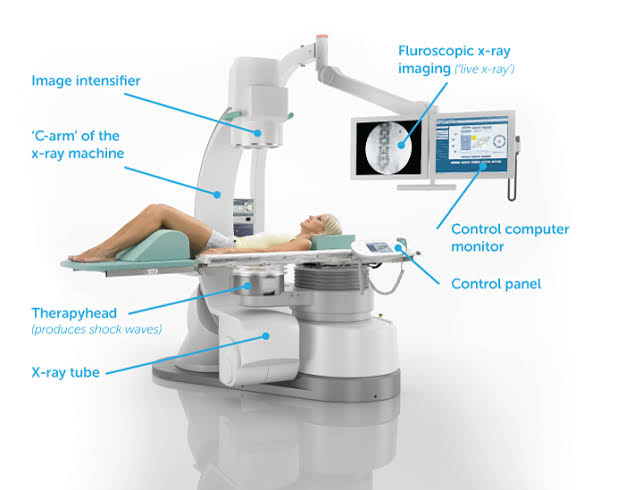 Fluroscopic x-ray
imaging ('live x-ray')
Image intensifier
'C-arm' of the
x-ray machine
Control computer
monitor
Control panel
Therapyhead
(produces shock waves)
X-ray tube